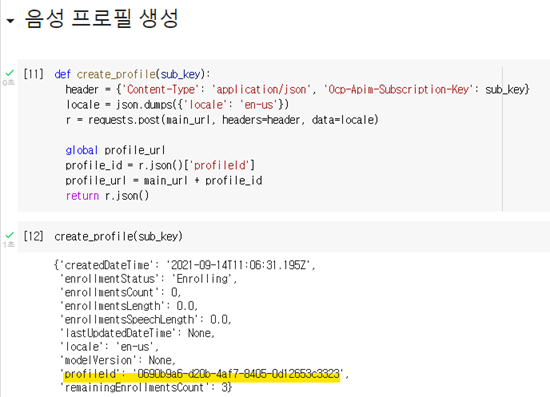 음성 프로필 생성
[11] def create_profile(sub_key):
header = {'Content-Type': 'application/json', 'Ocp-Apim-Subscription-Key': sub_key}
locale = json.dumps({'locale': 'en-us'})
r = requests.post(main_url, headers=header, data=locale)
global profile_url
profile_id = r.json()['profileId']
profile_url = main_url + profile_id
return r.json()
0초
[12] create_profile(sub_key)
1초
{'createdDateTime': '2021-09-14T11:06:31.195Z',
'enrollmentStatus': 'Enrolling',
'enrollmentsCount': 0,
'enrollmentsLength': 0.0,
'enrollmentsSpeechLength': 0.0,
'lastUpdatedDateTime': None,
'locale': 'en-us',
'modelVersion': None,
'profileId': '0690b9a6-d20b-4af7-8405-0d12653c3323',
'remainingEnrollmentsCount': 3}